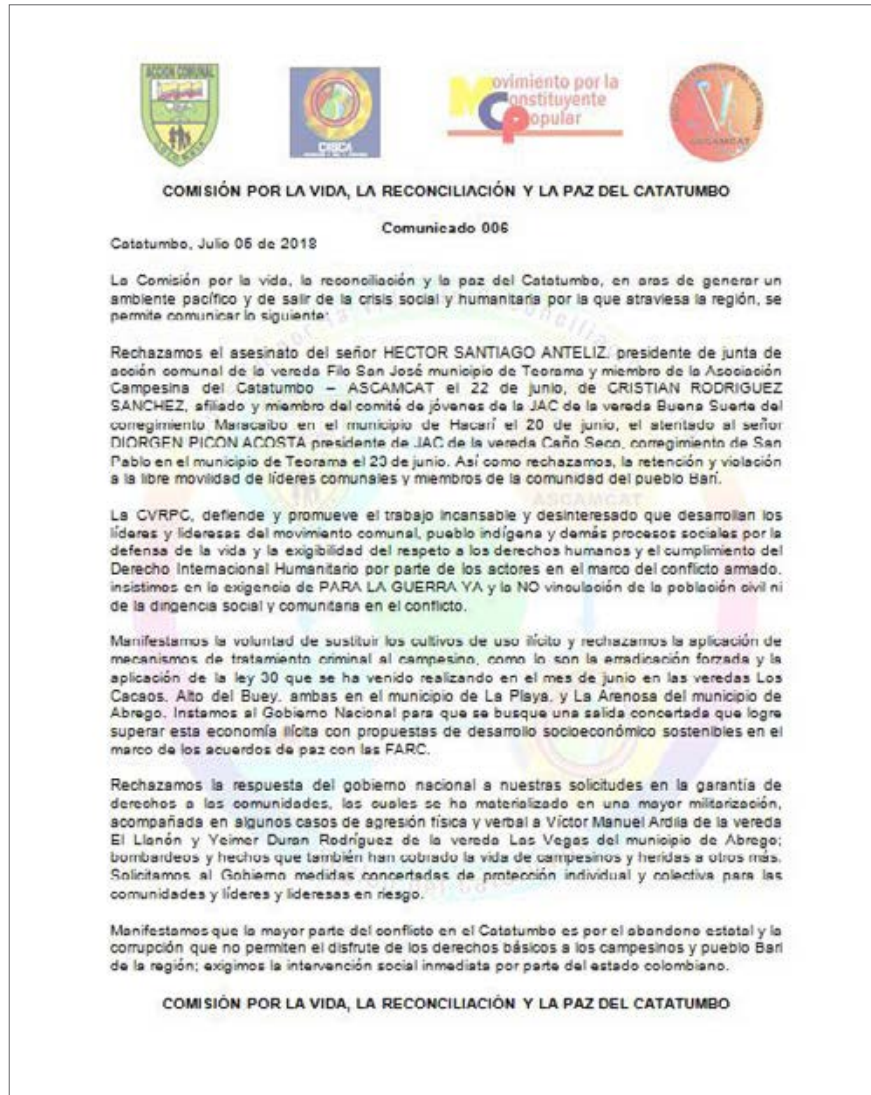 ACCIÓN COMUNAL
CISCA
Movimiento por la
Constituyente
Popular
ASCAMCAT
COMISIÓN POR LA VIDA, LA RECONCILIACIÓN Y LA PAZ DEL CATATUMBO
Comunicado 006
Catatumbo, Julio 05 de 2018
La Comisión por la vida, la reconciliación y la paz del Catatumbo, en aras de generar un
ambiente pacífico y de salir de la crisis social y humanitaria por la que atraviesa la región, se
permite comunicar lo siguiente:
Rechazamos el asesinato del señor HECTOR SANTIAGO ANTELIZ, presidente de junta de
acción comunal de la vereda Filo San José municipio de Teorama y miembro de la Asociación
Campesina del Catatumbo – ASCAMCAT el 22 de junio, de CRISTIAN RODRIGUEZ
SANCHEZ, afiliado y miembro del comité de jóvenes de la JAC de la vereda Buena Suerte del
corregimiento Maracaibo en el municipio de Hacarí el 20 de junio, el atentado al señor
DIORGEN PICON ACOSTA presidente de JAC de la vereda Caño Seco, corregimiento de San
Pablo en el municipio de Teorama el 23 de junio. Así como rechazamos, la retención y violación
a la libre movilidad de líderes comunales y miembros de la comunidad del pueblo Barí.
La CVRPC, defiende y promueve el trabajo incansable y desinteresado que desarrollan los
líderes y lideresas del movimiento comunal, pueblo indígena y demás procesos sociales por la
defensa de la vida y la exigibilidad del respeto a los derechos humanos y el cumplimiento del
Derecho Internacional Humanitario por parte de los actores en el marco del conflicto armado.
insistimos en la exigencia de PARA LA GUERRA YA y la NO vinculación de la población civil ni
de la dirigencia social y comunitaria en el conflicto.
Manifestamos la voluntad de sustituir los cultivos de uso ilícito y rechazamos la aplicación de
mecanismos de tratamiento criminal al campesino, como lo son la erradicación forzada y la
aplicación de la ley 30 que se ha venido realizando en el mes de junio en las veredas Los
Cacaos, Alto del Buey, ambas en el municipio de La Playa, y La Arenosa del municipio de
Abrego. Instamos al Gobierno Nacional para que se busque una salida concertada que logre
superar esta economía ilícita con propuestas de desarrollo socioeconómico sostenibles en el
marco de los acuerdos de paz con las FARC.
Rechazamos la respuesta del gobierno nacional a nuestras solicitudes en la garantía de
derechos a las comunidades, las cuales se ha materializado en una mayor militarización,
acompañada en algunos casos de agresión física y verbal a Víctor Manuel Ardila de la vereda
El Llanón y Yeimer Duran Rodríguez de la vereda Las Vegas del municipio de Abrego;
bombardeos y hechos que también han cobrado la vida de campesinos y heridas a otros más.
Solicitamos al Gobierno medidas concertadas de protección individual y colectiva para las
comunidades y líderes y lideresas en riesgo.
Manifestamos que la mayor parte del conflicto en el Catatumbo es por el abandono estatal y la
corrupción que no permiten el disfrute de los derechos básicos a los campesinos y pueblo Barí
de la región; exigimos la intervención social inmediata por parte del estado colombiano.
COMISIÓN POR LA VIDA, LA RECONCILIACIÓN Y LA PAZ DEL CATATUMBO